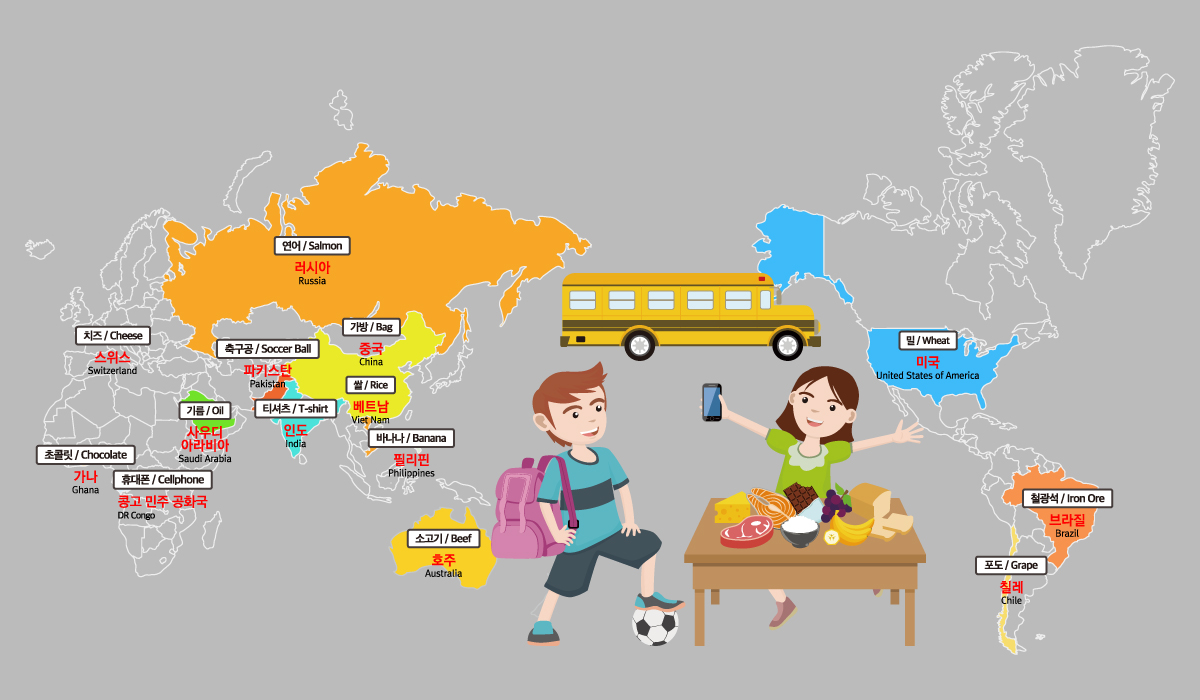 연어 / Salmon
러시아
Russia
치즈 / Cheese
스위스
Switzerland
축구공 / Soccer Ball
파키스탄
Pakistan
가방 / Bag
중국
China
쌀 / Rice
베트남
Viet Nam
기름 / Oil
사우디
아라비아
Saudi Arabia
티셔츠 / T-shirt
인도
India
바나나 / Banana
필리핀
Philippines
초콜릿 / Chocolate
가나
Ghana
휴대폰 / Cellphone
콩고 민주 공화국
DR Congo
소고기 / Beef
호주
Australia
밀 / Wheat
미국
United States of America
철광석 / Iron Ore
브라질
Brazil
포도 / Grape
칠레
Chile